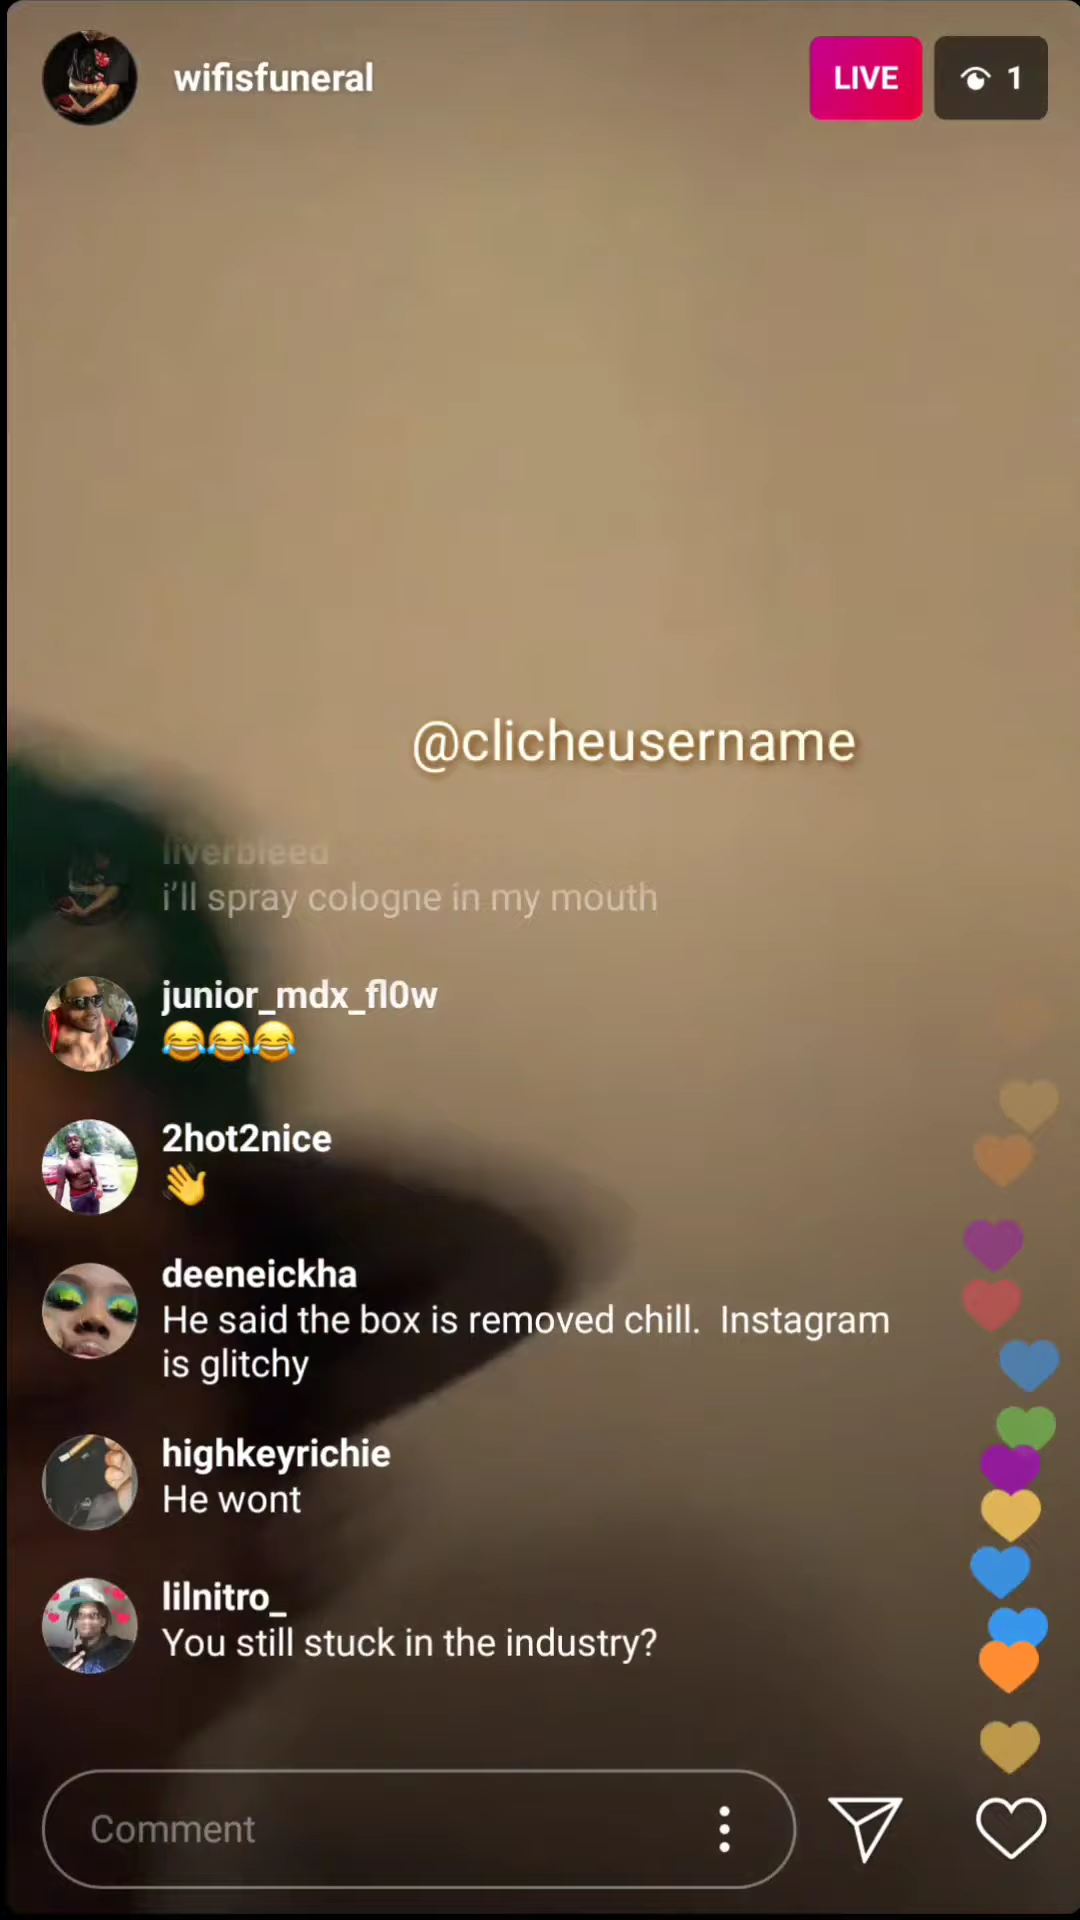 wifisfuneral
LIVE
1
@clicheusername
liverbleed
i'll spray cologne in my mouth
junior_mdx_fl0w
😂😂😂
2hot2nice
👋
deeneickha
He said the box is removed chill.  Instagram
is glitchy
highkeyrichie
He wont
lilnitro_
You still stuck in the industry?
Comment